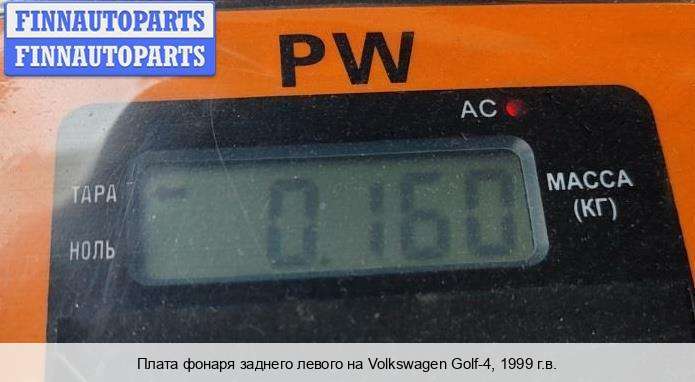 FINNAUTOPARTS
FINNAUTOPARTS
PW
AC
ТАРА
0.160
МАССА
(КГ)
НОЛЬ
Плата фонаря заднего левого на Volkswagen Golf-4, 1999 г.в.